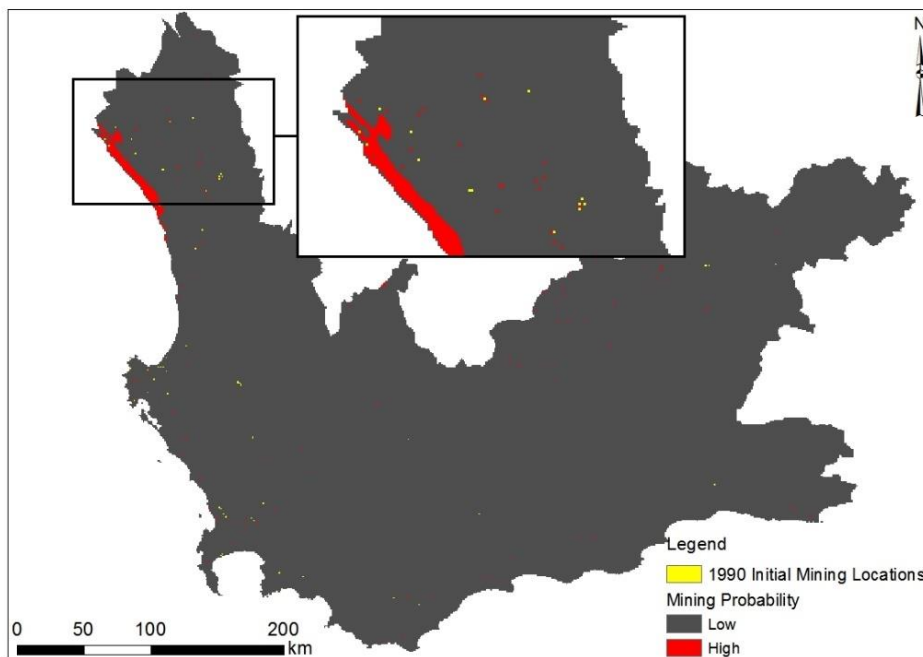 N
Legend
1990 Initial Mining Locations
Mining Probability
Low
High
0 50 100 200
km